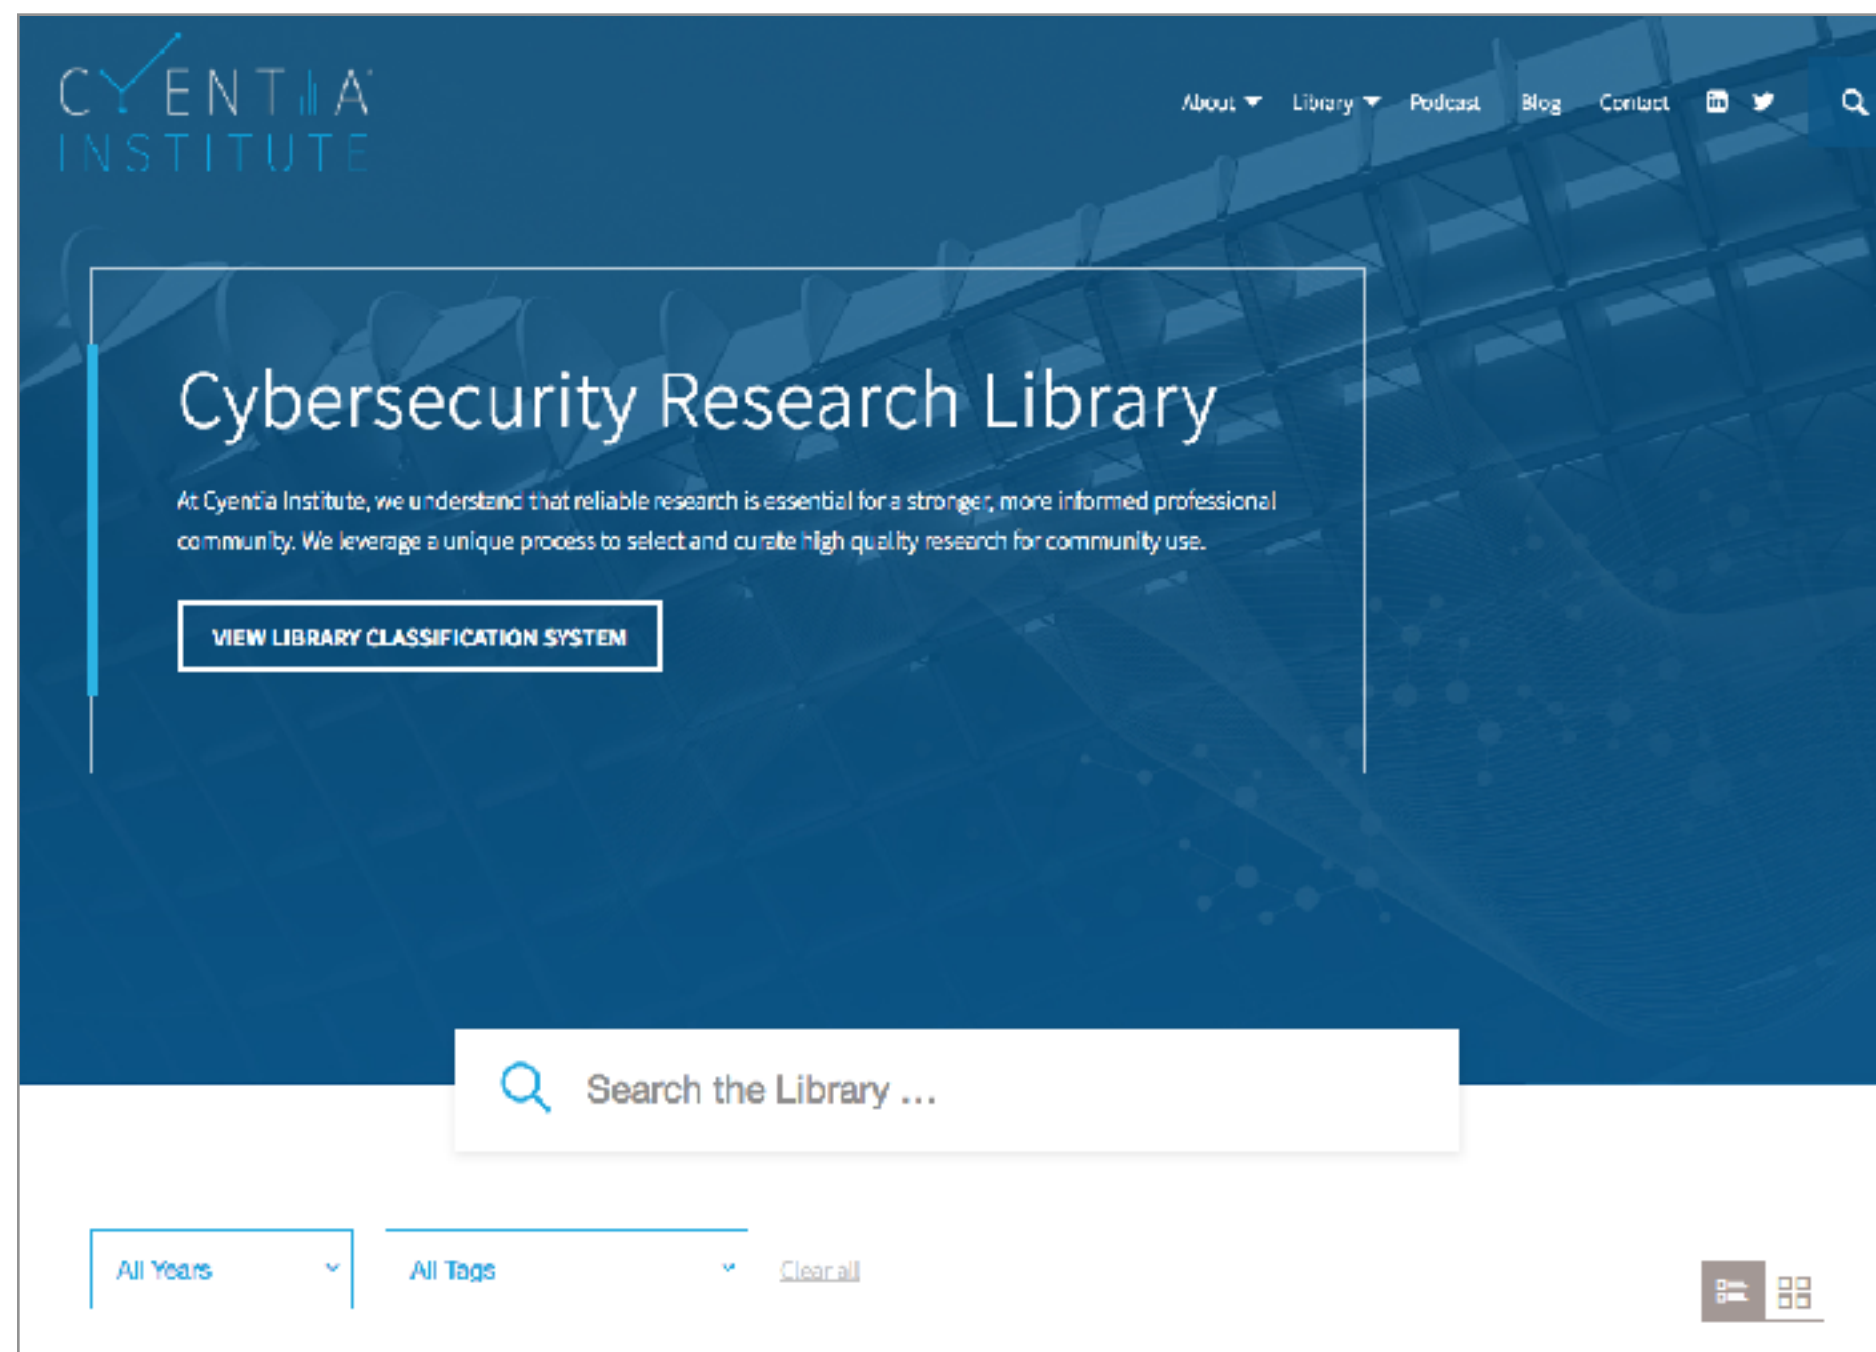 CYENTIA
INSTITUTE
About Library Podcast Blog Contact
Cybersecurity Research Library
At Cyentia Institute, we understand that reliable research is essential for a stronger, more informed professional
community. We leverage a unique process to select and curate high quality research for community use.
VIEW LIBRARY CLASSIFICATION SYSTEM
Search the Library ...
All Years All Tags Clear all